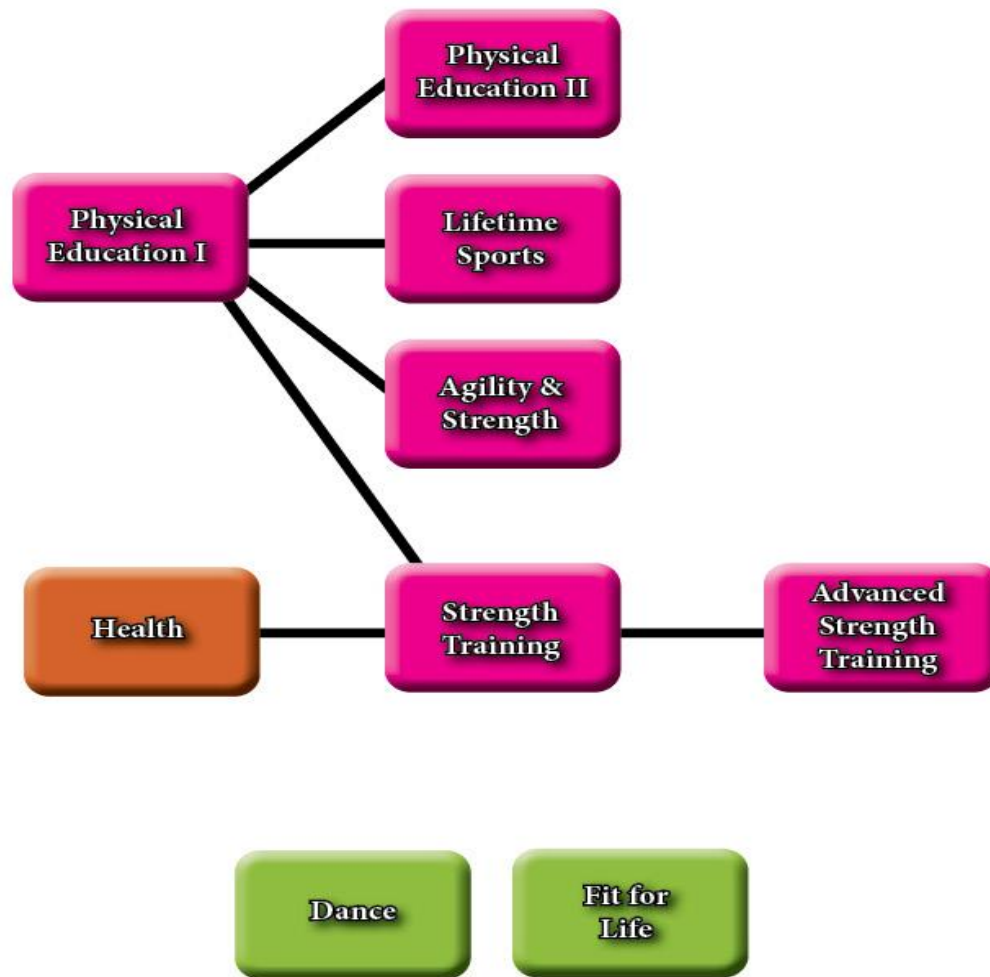 Physical
Education II
Physical
Education I
Lifetime
Sports
Agility &
Strength
Health
Strength
Training
Advanced
Strength
Training
Dance
Fit for
Life